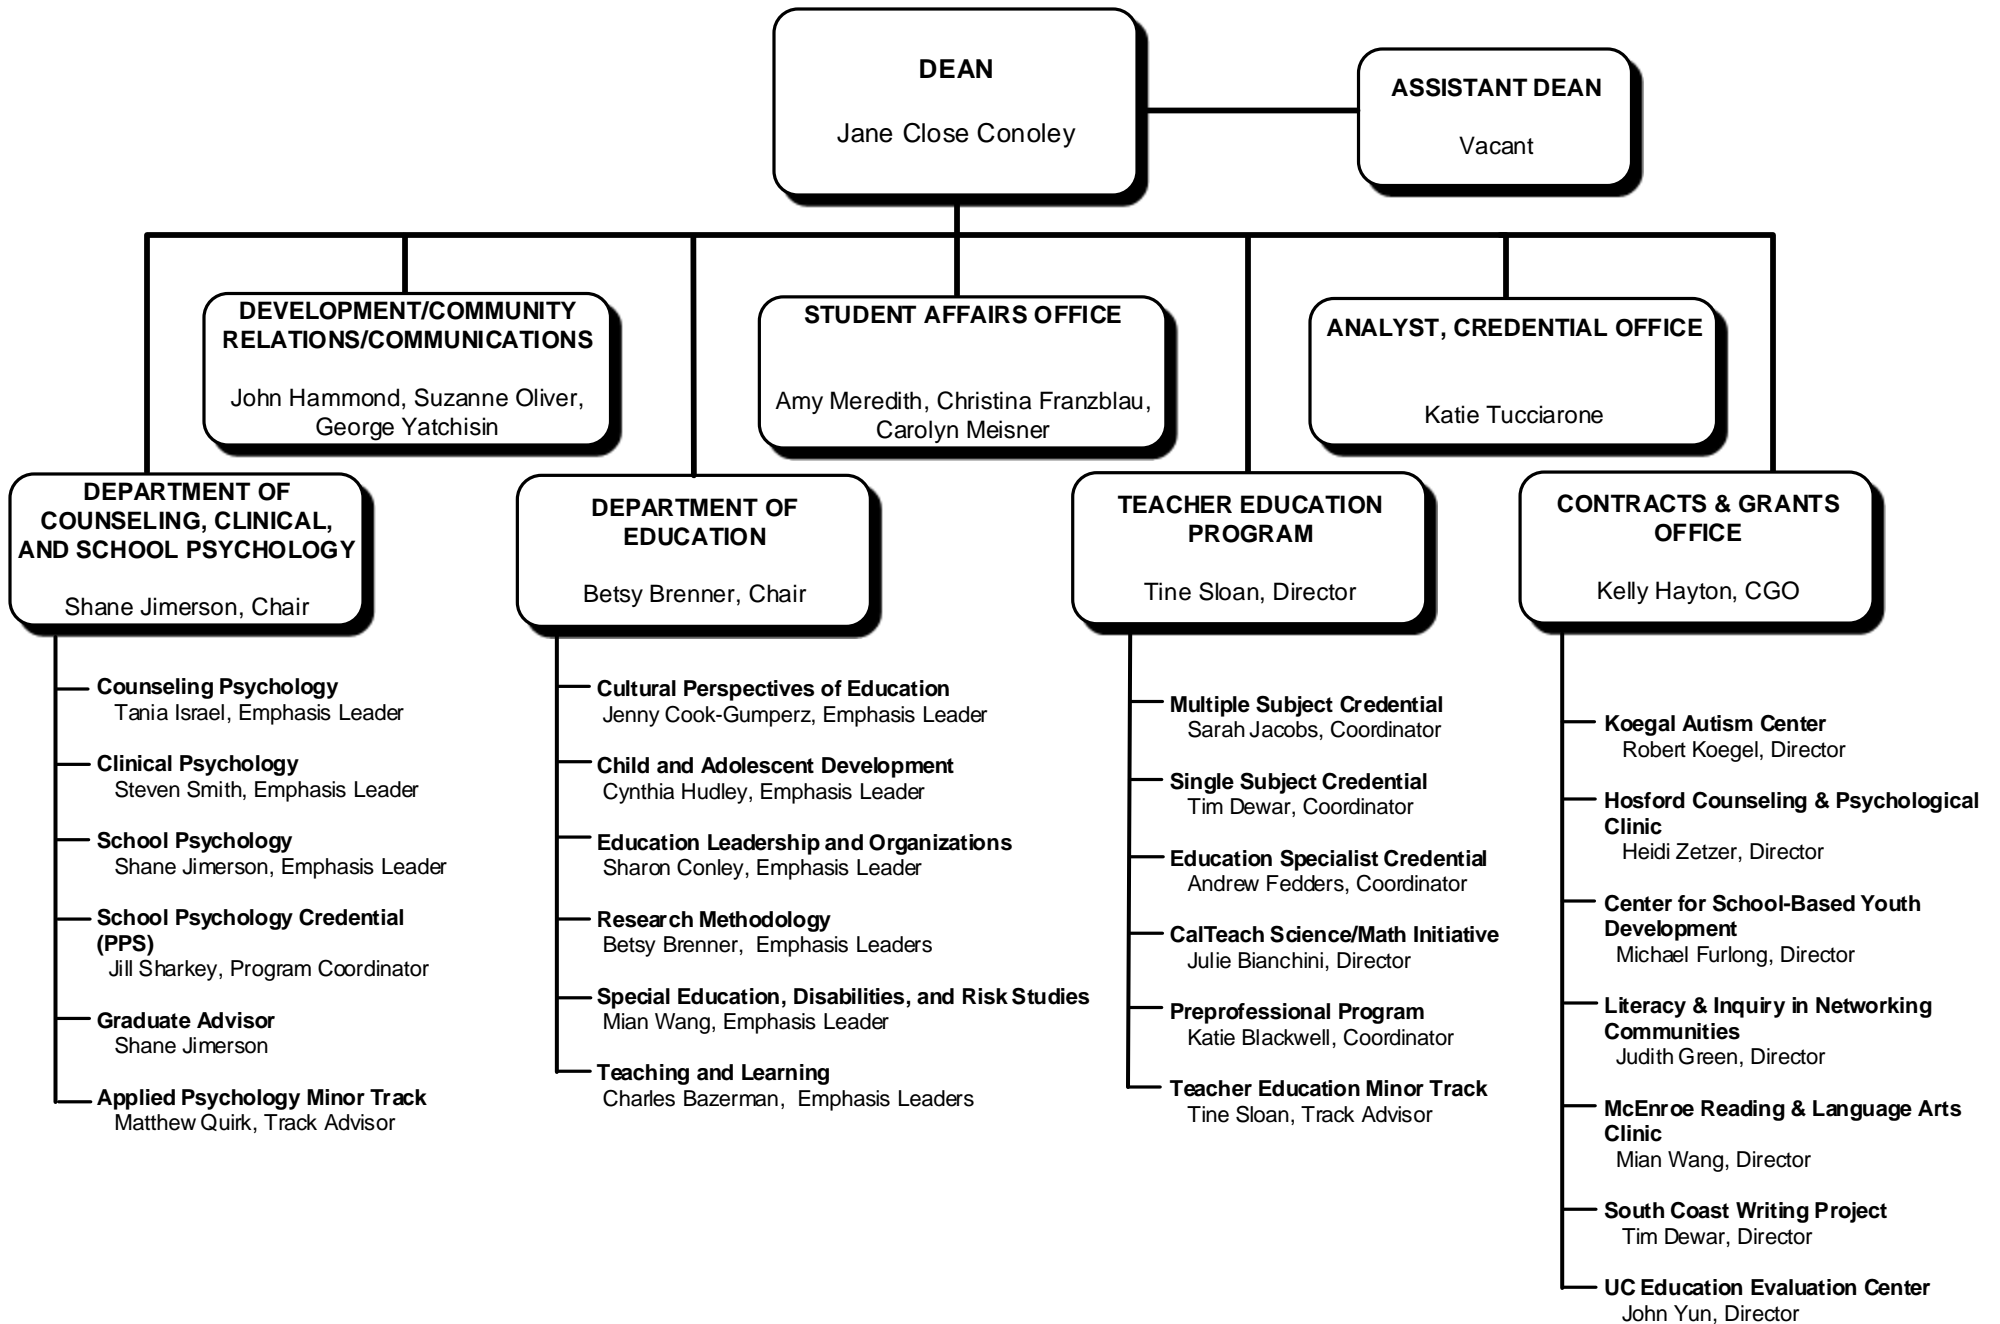 DEAN
Jane Close Conoley
ASSISTANT DEAN
Vacant
DEVELOPMENT/COMMUNITY
RELATIONS/COMMUNICATIONS
John Hammond, Suzanne Oliver,
George Yatchisin
STUDENT AFFAIRS OFFICE
Amy Meredith, Christina Franzblau,
Carolyn Meisner
ANALYST, CREDENTIAL OFFICE
Katie Tucciarone
DEPARTMENT OF
COUNSELING, CLINICAL,
AND SCHOOL PSYCHOLOGY
Shane Jimerson, Chair
Counseling Psychology
Tania Israel, Emphasis Leader
Clinical Psychology
Steven Smith, Emphasis Leader
School Psychology
Shane Jimerson, Emphasis Leader
School Psychology Credential
(PPS)
Jill Sharkey, Program Coordinator
Graduate Advisor
Shane Jimerson
Applied Psychology Minor Track
Matthew Quirk, Track Advisor
DEPARTMENT OF
EDUCATION
Betsy Brenner, Chair
Cultural Perspectives of Education
Jenny Cook-Gumperz, Emphasis Leader
Child and Adolescent Development
Cynthia Hudley, Emphasis Leader
Education Leadership and Organizations
Sharon Conley, Emphasis Leader
Research Methodology
Betsy Brenner, Emphasis Leaders
Special Education, Disabilities, and Risk Studies
Mian Wang, Emphasis Leader
Teaching and Learning
Charles Bazerman, Emphasis Leaders
TEACHER EDUCATION
PROGRAM
Tine Sloan, Director
Multiple Subject Credential
Sarah Jacobs, Coordinator
Single Subject Credential
Tim Dewar, Coordinator
Education Specialist Credential
Andrew Fedders, Coordinator
CalTeach Science/Math Initiative
Julie Bianchini, Director
Preprofessional Program
Katie Blackwell, Coordinator
Teacher Education Minor Track
Tine Sloan, Track Advisor
CONTRACTS & GRANTS
OFFICE
Kelly Hayton, CGO
Koegal Autism Center
Robert Koegel, Director
Hosford Counseling & Psychological
Clinic
Heidi Zetzer, Director
Center for School-Based Youth
Development
Michael Furlong, Director
Literacy & Inquiry in Networking
Communities
Judith Green, Director
McEnroe Reading & Language Arts
Clinic
Mian Wang, Director
South Coast Writing Project
Tim Dewar, Director
UC Education Evaluation Center
John Yun, Director